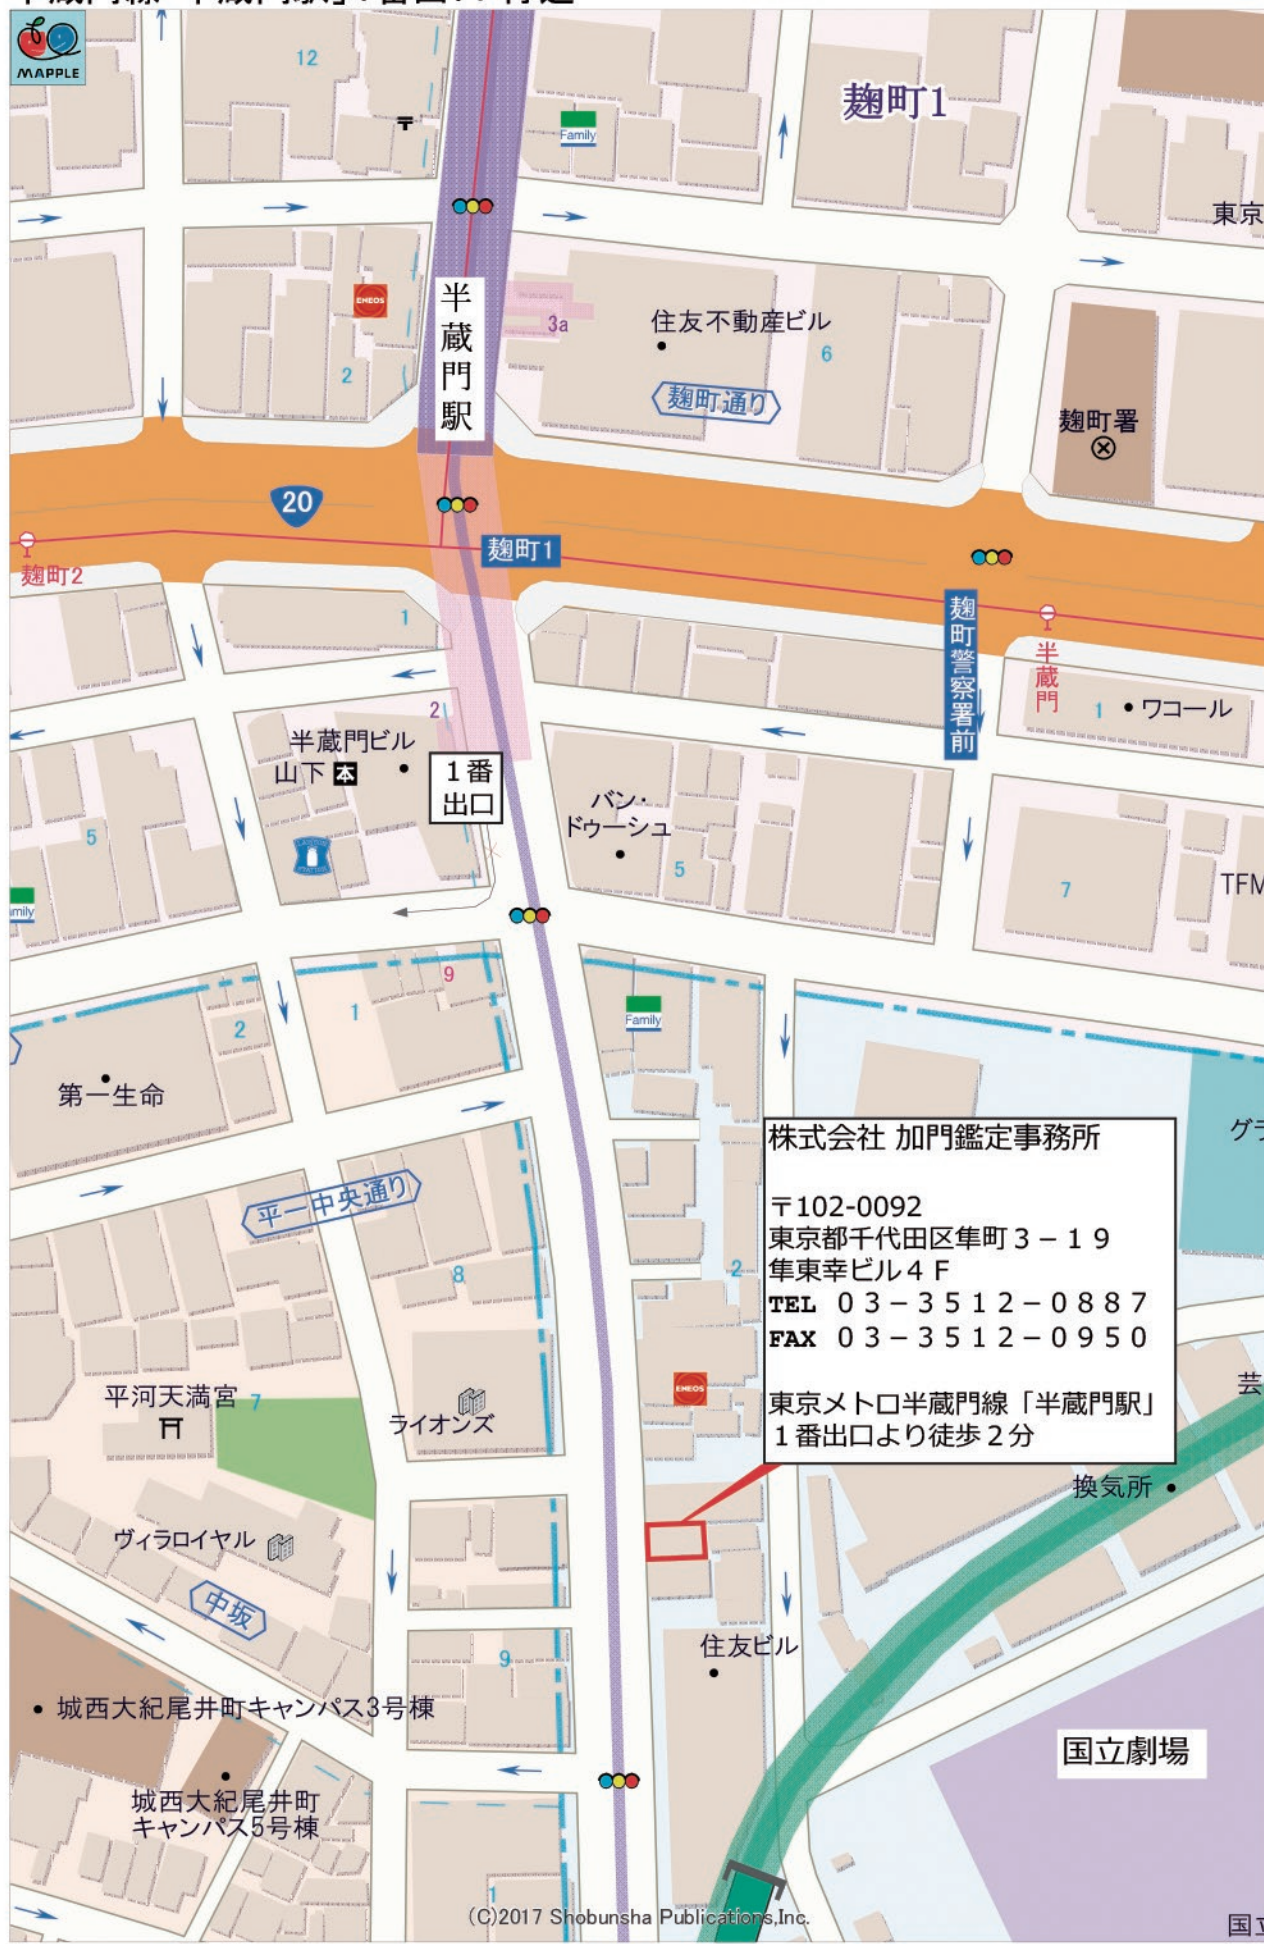 MAPPLE
12
〒
Family
麹町1
東京
ENEOS
2
半蔵門駅
3a
住友不動産ビル
6
麹町通り
麹町署
20
麹町1
麹町2
麹町警察署前
半蔵門
1
1
ワコール
2
半蔵門ビル
山下 本
1番
出口
バン・
ドゥーシュ
5
5
7
TFM
mily
9
1
2
Family
第一生命
株式会社 加門鑑定事務所
〒102-0092
東京都千代田区隼町3－19
隼東幸ビル4F
TEL 03－3512－0887
FAX 03－3512－0950
東京メトロ半蔵門線「半蔵門駅」
1番出口より徒歩2分
グラ
平一中央通り
8
2
ENEOS
芸
平河天満宮
7
ライオンズ
換気所
ヴィラロイヤル
中坂
9
住友ビル
城西大紀尾井町キャンパス3号棟
国立劇場
城西大紀尾井町
キャンパス5号棟
1
(C)2017 Shobunsha Publications,Inc.
国立